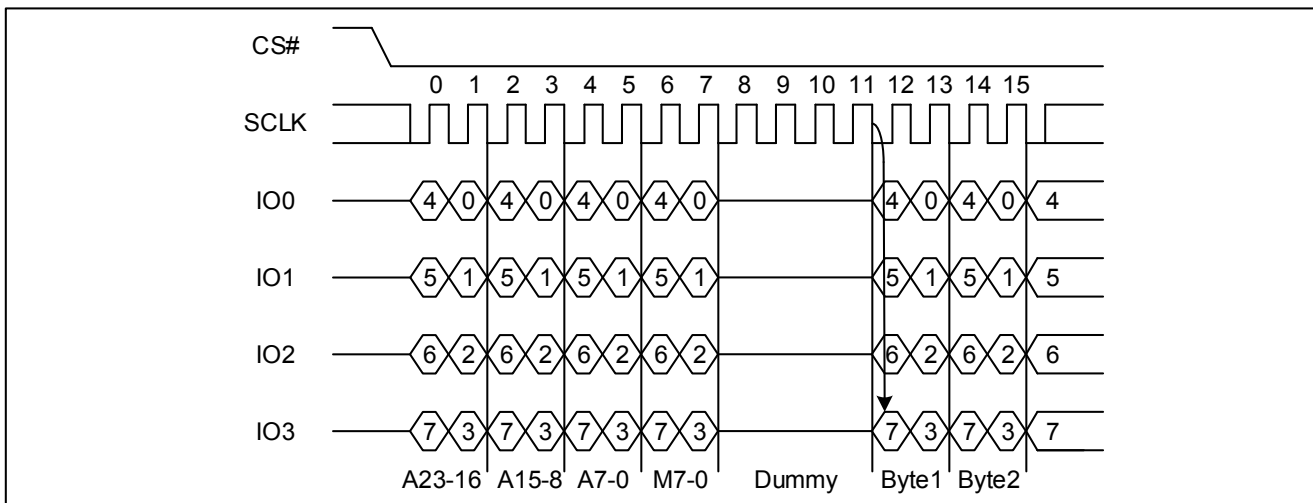 CS#
0 1 2 3 4 5 6 7 8 9 10 11 12 13 14 15
SCLK
IO0 4 0 4 0 4 0 4 0 4 0 4 0 4
IO1 5 1 5 1 5 1 5 1 5 1 5 1 5
IO2 6 2 6 2 6 2 6 2 6 2 6 2 6
IO3 7 3 7 3 7 3 7 3 7 3 7 3 7
A23-16 A15-8 A7-0 M7-0 Dummy Byte1 Byte2